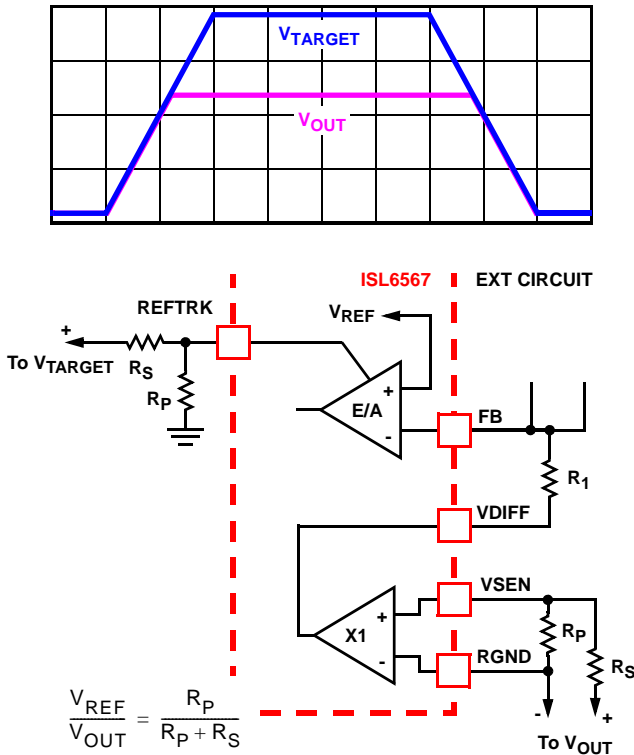 VTARGET
VOUT
ISL6567
EXT CIRCUIT
REFTRK
VREF
+
To VTARGET
RS
RP
+
E/A
-
FB
R1
VDIFF
VSEN
+
X1
-
RP
RS
RGND
-
+
To VOUT
VREF / VOUT = RP / RP + RS